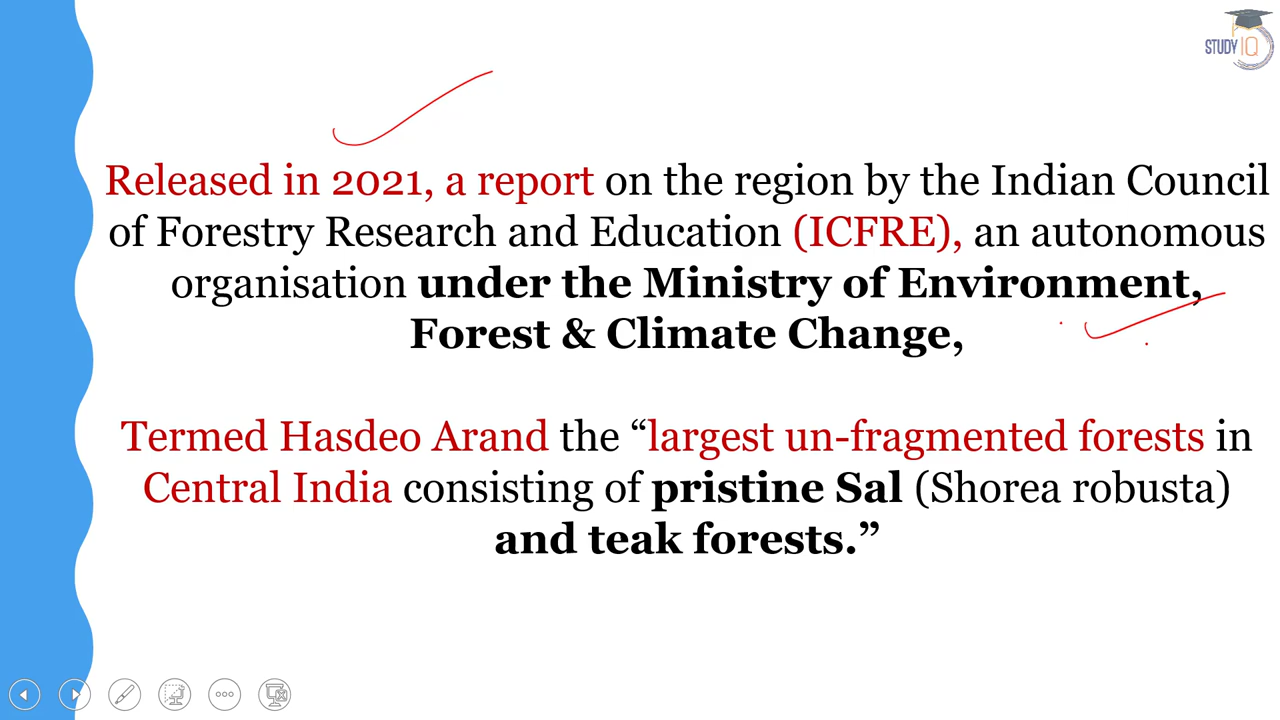 STUDY IQ
Released in 2021, a report on the region by the Indian Council
of Forestry Research and Education (ICFRE), an autonomous
organisation under the Ministry of Environment,
Forest & Climate Change,
Termed Hasdeo Arand the “largest un-fragmented forests in
Central India consisting of pristine Sal (Shorea robusta)
and teak forests.”